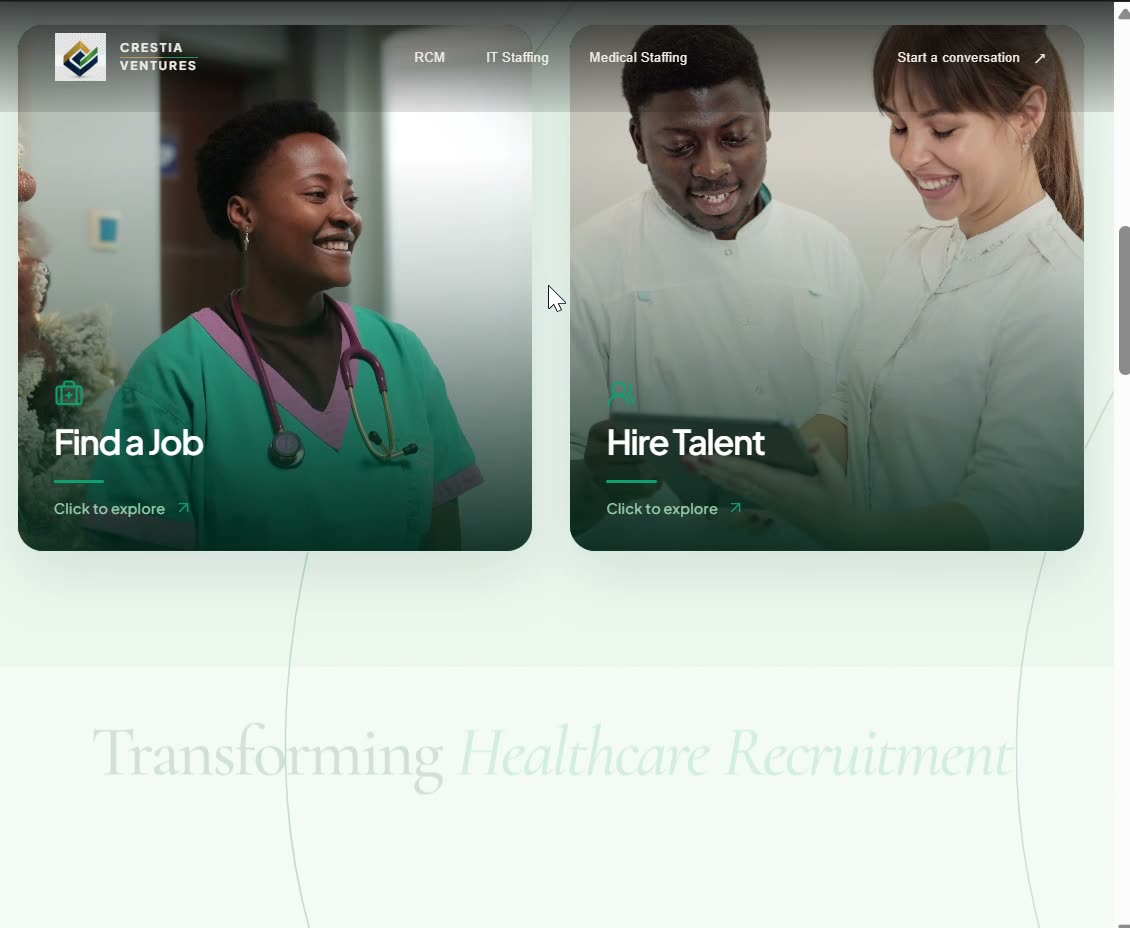 CRESTIA
VENTURES
RCM
IT Staffing
Medical Staffing
Start a conversation ↗
Find a Job
Click to explore
Hire Talent
Click to explore
Transforming Healthcare Recruitment